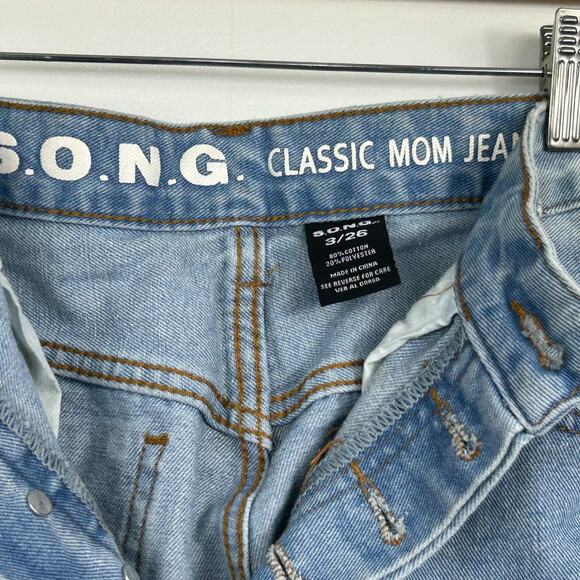 S.O.N.G. CLASSIC MOM JEAN
S.O.N.G.
3/26
80% COTTON
20% POLYESTER
MADE IN CHINA
SEE REVERSE FOR CARE
VER AL DORSO